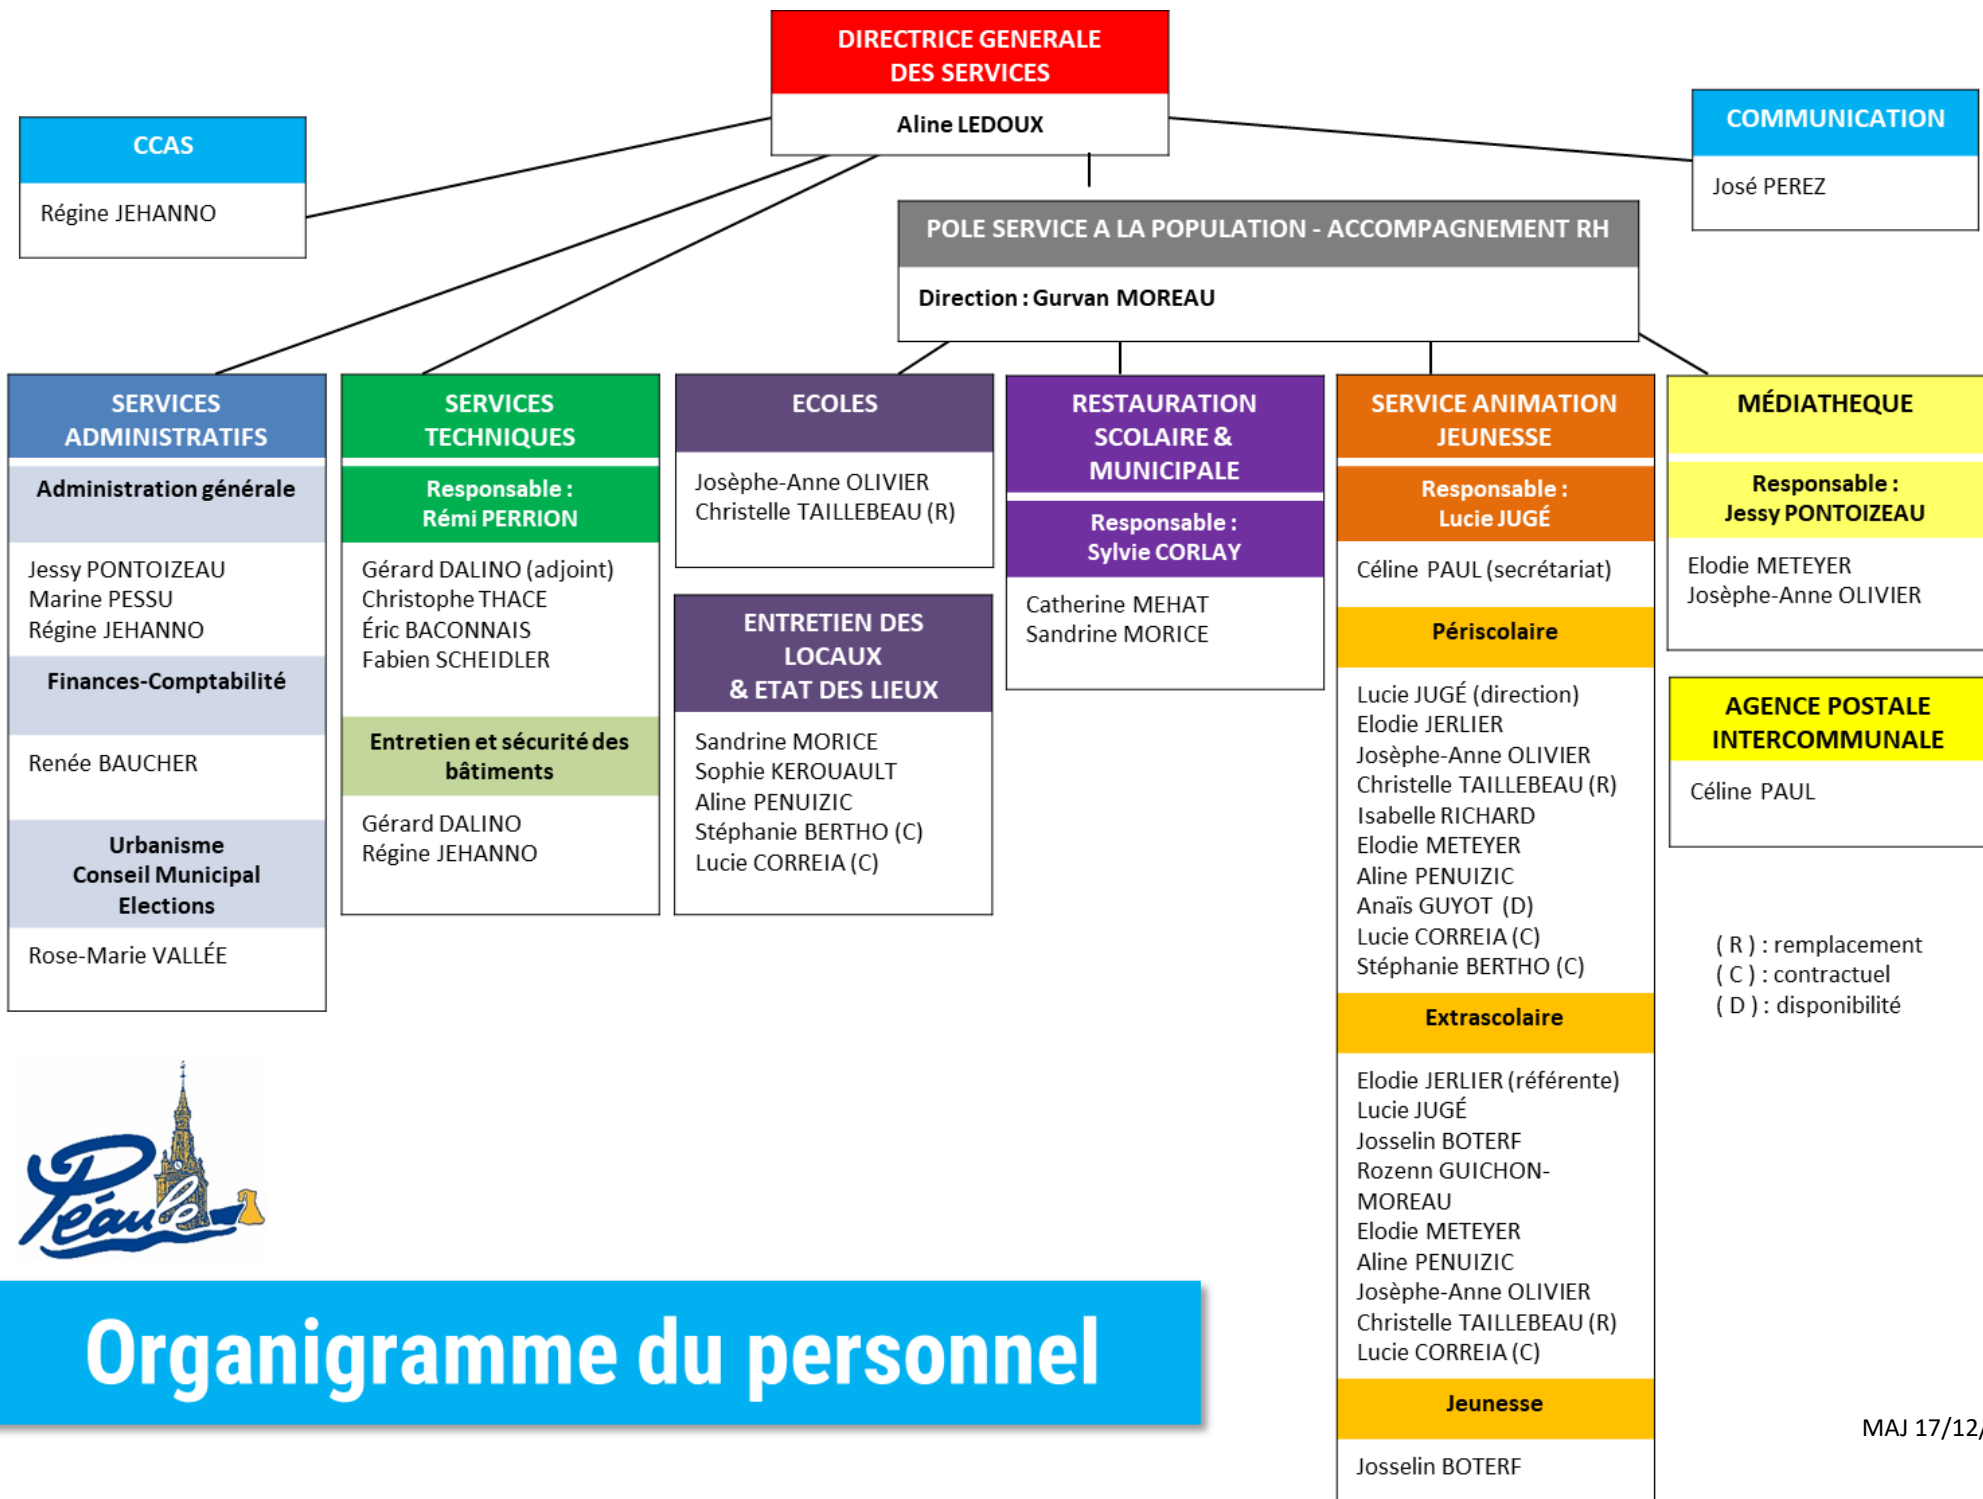 DIRECTRICE GENERALE
DES SERVICES
Aline LEDOUX
CCAS
Régine JEHANNO
COMMUNICATION
José PEREZ
POLE SERVICE A LA POPULATION - ACCOMPAGNEMENT RH
Direction : Gurvan MOREAU
SERVICES
ADMINISTRATIFS
Administration générale
Jessy PONTOIZEAU
Marine PESSU
Régine JEHANNO
Finances-Comptabilité
Renée BAUCHER
Urbanisme
Conseil Municipal
Elections
Rose-Marie VALLÉE
SERVICES
TECHNIQUES
Responsable :
Rémi PERRION
Gérard DALINO (adjoint)
Christophe THACE
Éric BACONNAIS
Fabien SCHEIDLER
Entretien et sécurité des
bâtiments
Gérard DALINO
Régine JEHANNO
ECOLES
Josèphe-Anne OLIVIER
Christelle TAILLEBEAU (R)
ENTRETIEN DES
LOCAUX
& ETAT DES LIEUX
Sandrine MORICE
Sophie KEROUAULT
Aline PENUIZIC
Stéphanie BERTHO (C)
Lucie CORREIA (C)
RESTAURATION
SCOLAIRE &
MUNICIPALE
Responsable :
Sylvie CORLAY
Catherine MEHAT
Sandrine MORICE
SERVICE ANIMATION
JEUNESSE
Responsable :
Lucie JUGÉ
Céline PAUL (secrétariat)
Périscolaire
Lucie JUGÉ (direction)
Elodie JERLIER
Josèphe-Anne OLIVIER
Christelle TAILLEBEAU (R)
Isabelle RICHARD
Elodie METEYER
Aline PENUIZIC
Anaïs GUYOT (D)
Lucie CORREIA (C)
Stéphanie BERTHO (C)
Extrascolaire
Elodie JERLIER (référente)
Lucie JUGÉ
Josselin BOTERF
Rozenn GUICHON-
MOREAU
Elodie METEYER
Aline PENUIZIC
Josèphe-Anne OLIVIER
Christelle TAILLEBEAU (R)
Lucie CORREIA (C)
Jeunesse
Josselin BOTERF
MÉDIATHEQUE
Responsable :
Jessy PONTOIZEAU
Elodie METEYER
Josèphe-Anne OLIVIER
AGENCE POSTALE
INTERCOMMUNALE
Céline PAUL
( R ) : remplacement
( C ) : contractuel
( D ) : disponibilité
Péaule
Organigramme du personnel
MAJ 17/12/